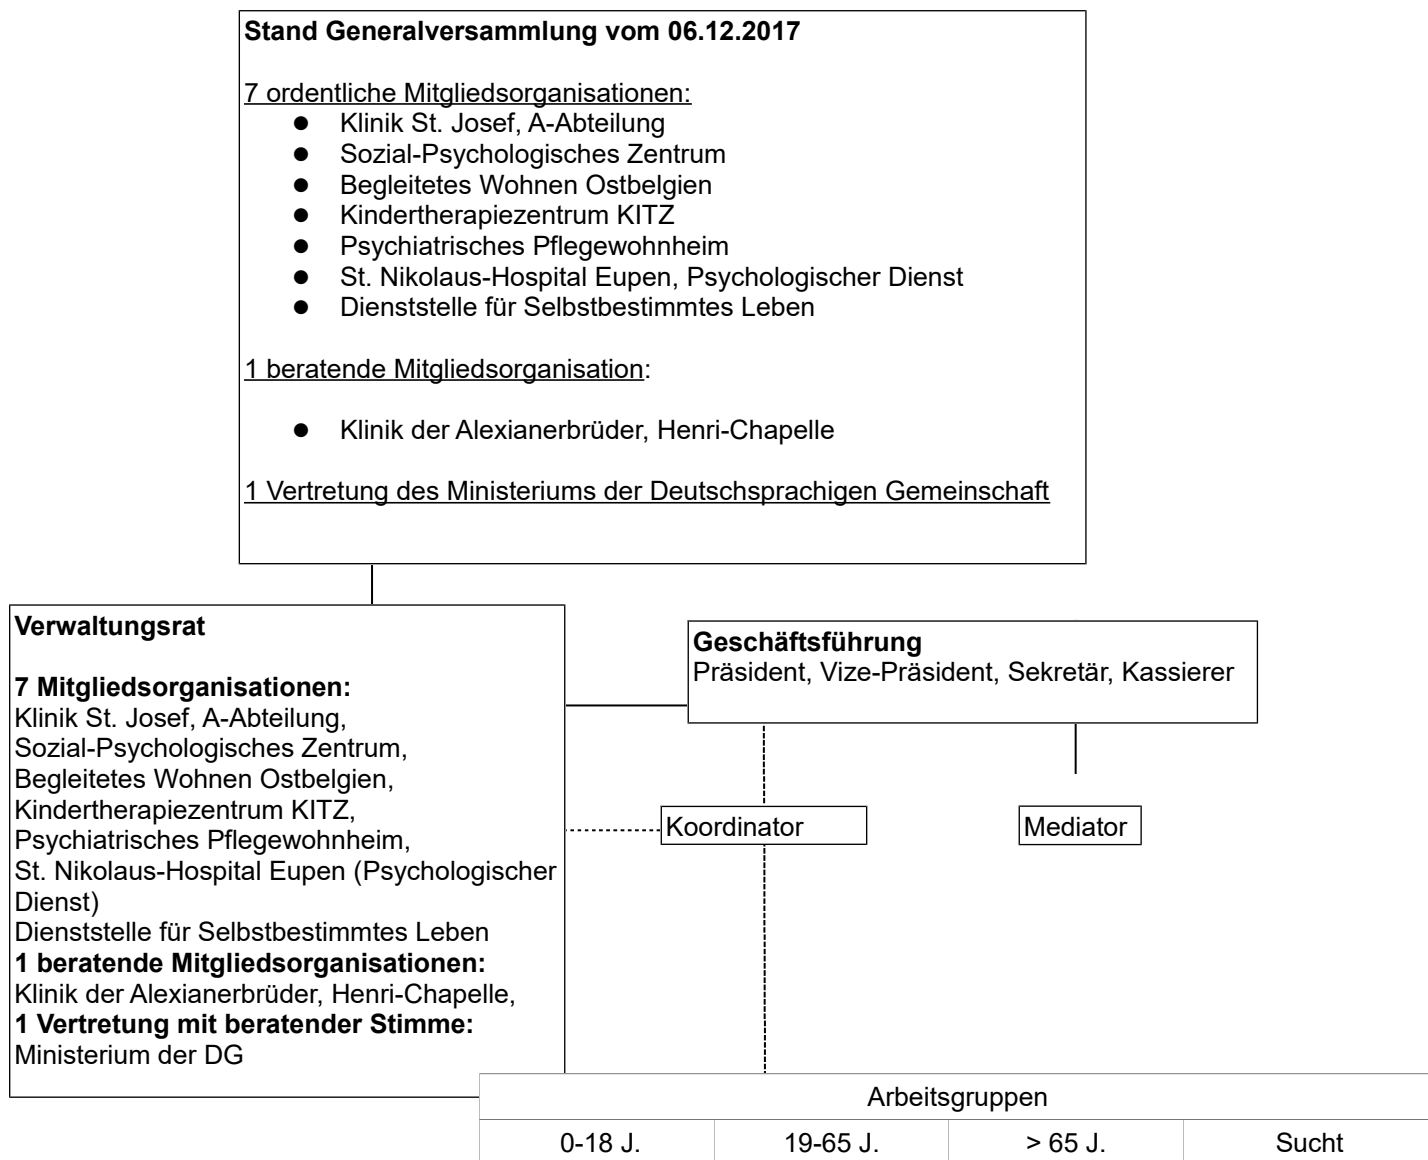 Stand Generalversammlung vom 06.12.2017
7 ordentliche Mitgliedsorganisationen:
● Klinik St. Josef, A-Abteilung
● Sozial-Psychologisches Zentrum
● Begleitetes Wohnen Ostbelgien
● Kindertherapiezentrum KITZ
● Psychiatrisches Pflegewohnheim
● St. Nikolaus-Hospital Eupen, Psychologischer Dienst
● Dienststelle für Selbstbestimmtes Leben
1 beratende Mitgliedsorganisation:
● Klinik der Alexianerbrüder, Henri-Chapelle
1 Vertretung des Ministeriums der Deutschsprachigen Gemeinschaft
Verwaltungsrat
7 Mitgliedsorganisationen:
Klinik St. Josef, A-Abteilung,
Sozial-Psychologisches Zentrum,
Begleitetes Wohnen Ostbelgien,
Kindertherapiezentrum KITZ,
Psychiatrisches Pflegewohnheim,
St. Nikolaus-Hospital Eupen (Psychologischer
Dienst)
Dienststelle für Selbstbestimmtes Leben
1 beratende Mitgliedsorganisationen:
Klinik der Alexianerbrüder, Henri-Chapelle,
1 Vertretung mit beratender Stimme:
Ministerium der DG
Geschäftsführung
Präsident, Vize-Präsident, Sekretär, Kassierer
Koordinator
Mediator
Arbeitsgruppen
0-18 J. 19-65 J. > 65 J. Sucht